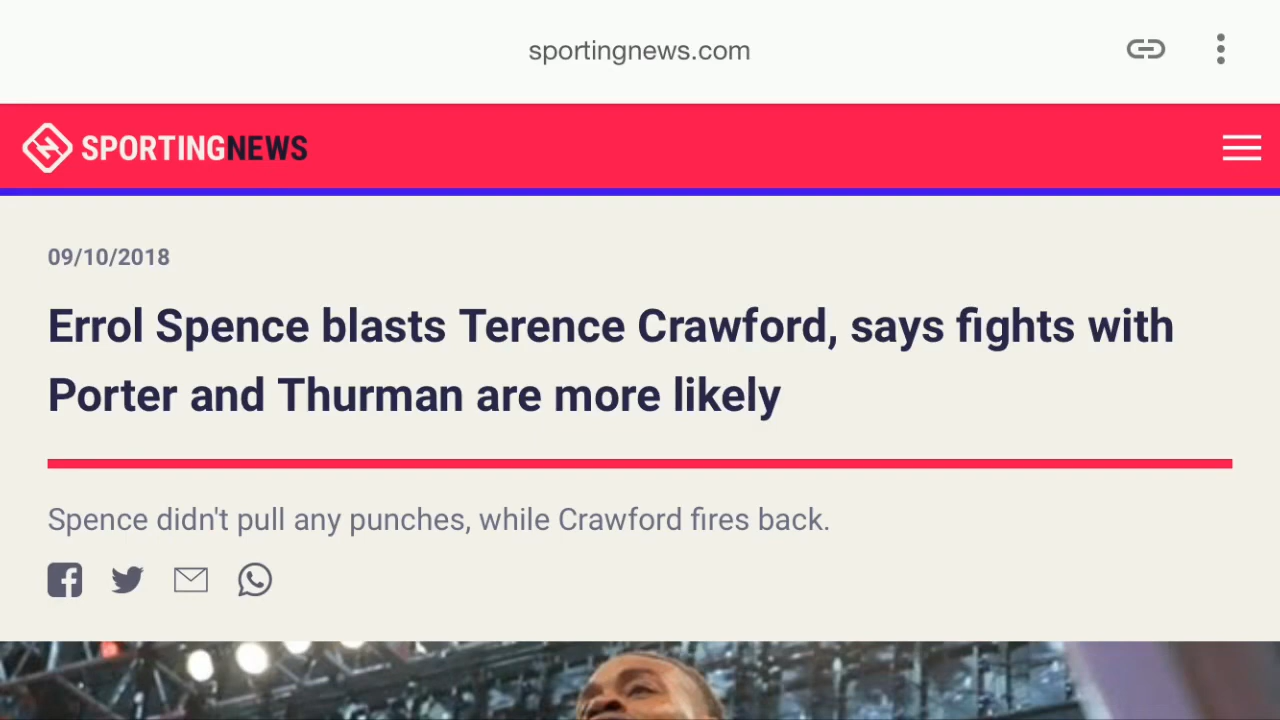 sportingnews.com
SPORTINGNEWS
09/10/2018
Errol Spence blasts Terence Crawford, says fights with
Porter and Thurman are more likely
Spence didn't pull any punches, while Crawford fires back.